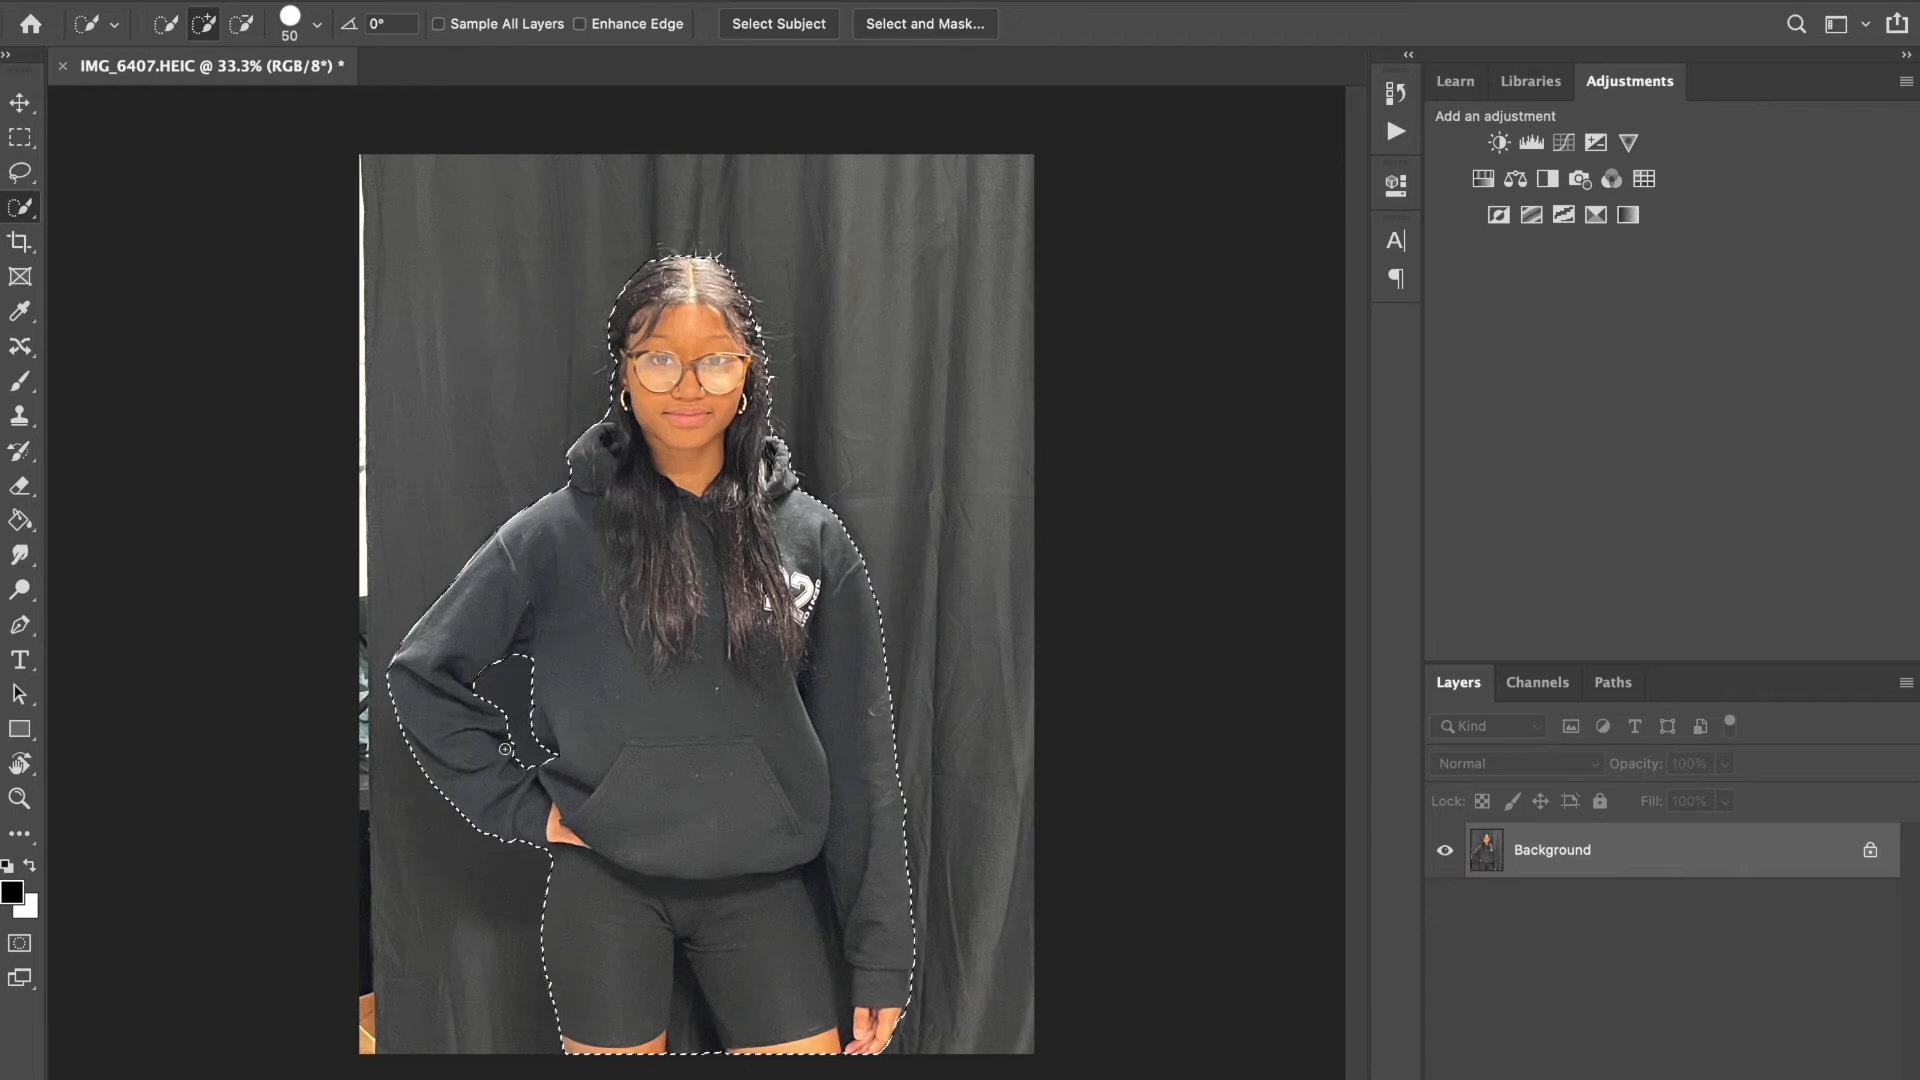 50
0°
Sample All Layers
Enhance Edge
Select Subject
Select and Mask...
IMG_6407.HEIC @ 33.3% (RGB/8*) *
Learn
Libraries
Adjustments
Add an adjustment
22
Layers
Channels
Paths
Kind
Normal
Opacity: 100%
Lock:
Fill: 100%
Background